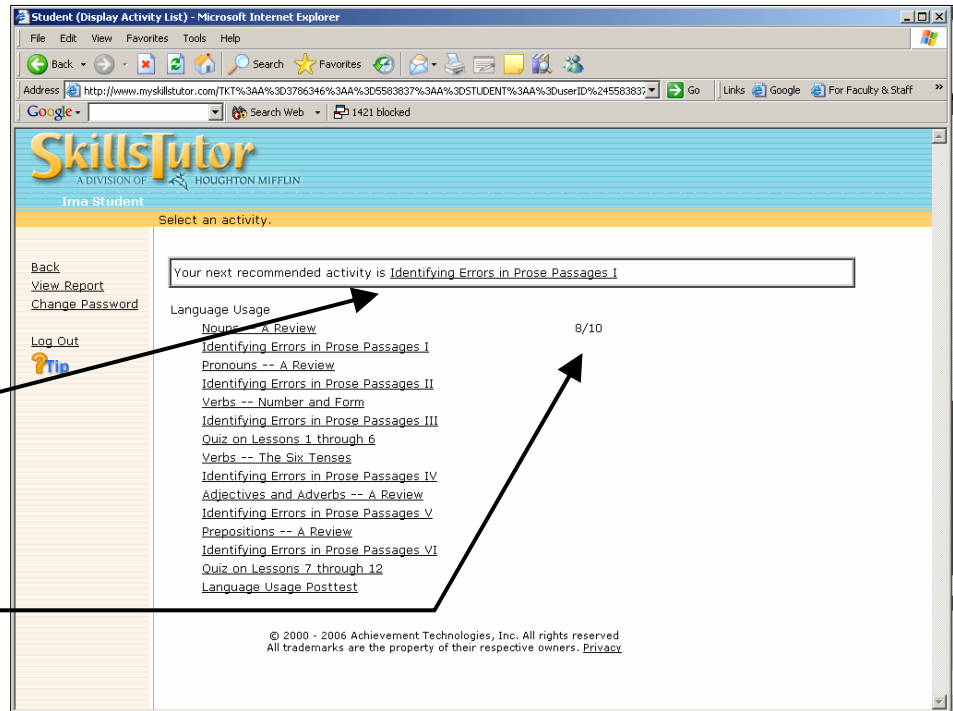 Student (Display Activity List) - Microsoft Internet Explorer
File Edit View Favorites Tools Help
Back Search Favorites
Address http://www.myskillstutor.com/TKT%3AA%3D3786346%3AA%3D5583837%3AA%3DSTUDENT%3AA%3DuserID%24558383 Go Links Google For Faculty & Staff »
Google Search Web 1421 blocked
SkillsTutor
A DIVISION OF HOUGHTON MIFFLIN
Ima Student
Select an activity.
Back
View Report
Change Password
Log Out
?Tip
Your next recommended activity is Identifying Errors in Prose Passages I
Language Usage
Nouns -- A Review 8/10
Identifying Errors in Prose Passages I
Pronouns -- A Review
Identifying Errors in Prose Passages II
Verbs -- Number and Form
Identifying Errors in Prose Passages III
Quiz on Lessons 1 through 6
Verbs -- The Six Tenses
Identifying Errors in Prose Passages IV
Adjectives and Adverbs -- A Review
Identifying Errors in Prose Passages V
Prepositions -- A Review
Identifying Errors in Prose Passages VI
Quiz on Lessons 7 through 12
Language Usage Posttest
© 2000 - 2006 Achievement Technologies, Inc. All rights reserved
All trademarks are the property of their respective owners. Privacy